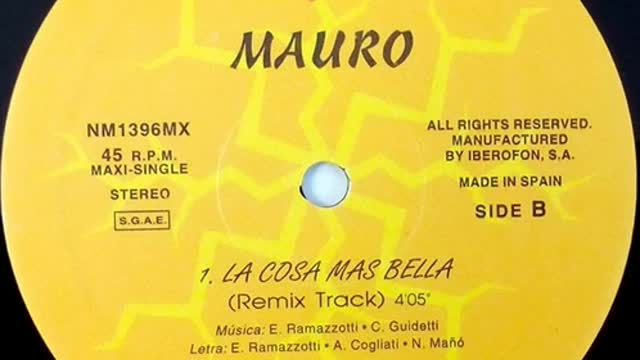 MAURO
NM1396MX
45 R.P.M.
MAXI-SINGLE
STEREO
S.G.A.E.
ALL RIGHTS RESERVED.
MANUFACTURED
BY IBEROFON, S.A.
MADE IN SPAIN
SIDE B
1. LA COSA MAS BELLA
(Remix Track) 4'05"
Música: E. Ramazzotti • C. Guidetti
Letra: E. Ramazzotti • A. Cogliati • N. Mañó